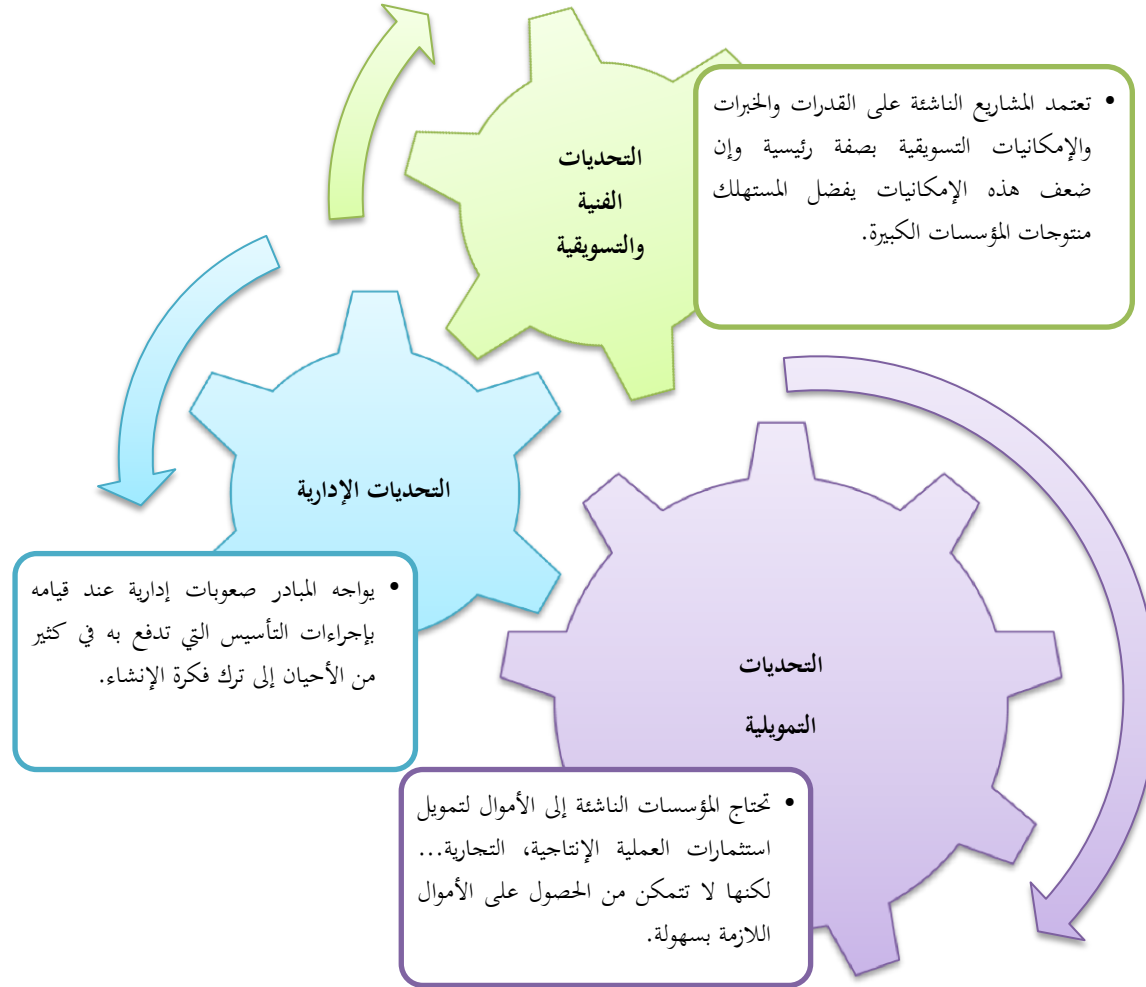 التحديات
الفنية
والتسويقية
• تعتمد المشاريع الناشئة على القدرات والخبرات
والإمكانيات التسويقية بصفة رئيسية وإن
ضعف هذه الإمكانيات يفضل المستهلك
منتوجات المؤسسات الكبيرة.
التحديات الإدارية
• يواجه المبادر صعوبات إدارية عند قيامه
بإجراءات التأسيس التي تدفع به في كثير
من الأحيان إلى ترك فكرة الإنشاء.
التحديات
التمويلية
• تحتاج المؤسسات الناشئة إلى الأموال لتمويل
استثمارات العملية الإنتاجية، التجارية...
لكنها لا تتمكن من الحصول على الأموال
اللازمة بسهولة.